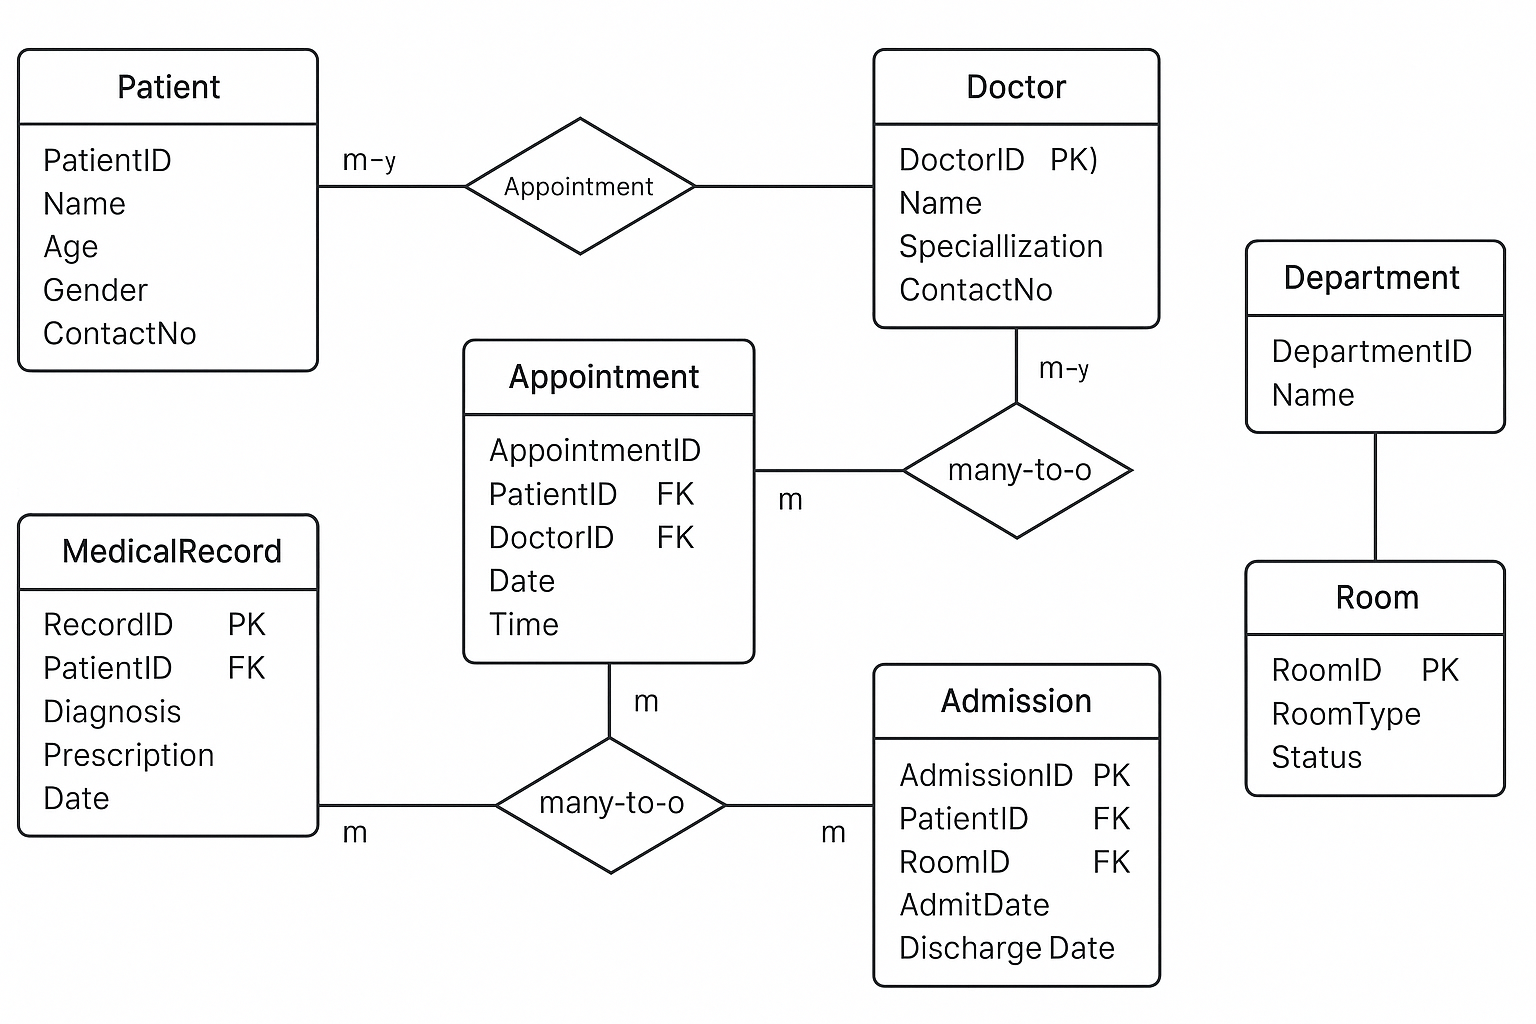 Patient
PatientID
Name
Age
Gender
ContactNo
m-y
Appointment
Doctor
DoctorID PK)
Name
Speciallization
ContactNo
m-y
Department
DepartmentID
Name
Appointment
AppointmentID
PatientID FK
DoctorID FK
Date
Time
m
many-to-o
MedicalRecord
RecordID PK
PatientID FK
Diagnosis
Prescription
Date
m
m
many-to-o
m
Admission
AdmissionID PK
PatientID FK
RoomID FK
AdmitDate
Discharge Date
Room
RoomID PK
RoomType
Status